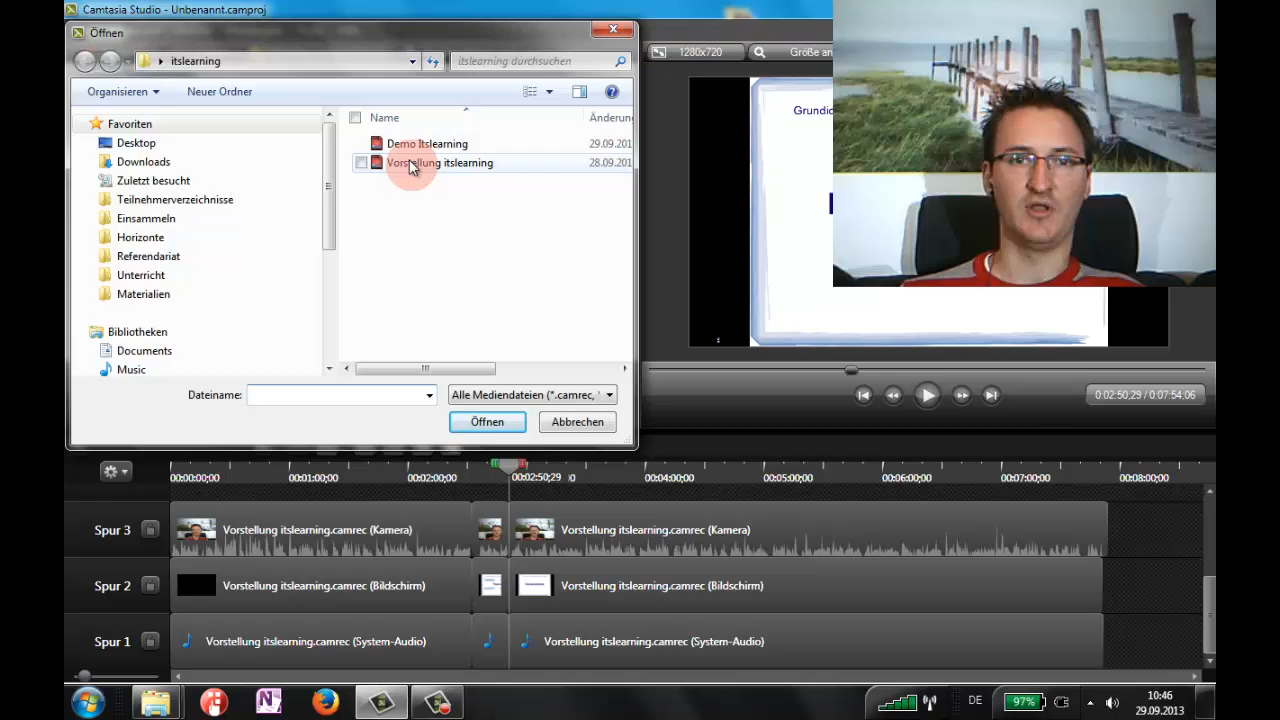 Camtasia Studio - Unbenannt.camproj
Öffnen
itslearning
itslearning durchsuchen
1280x720
Größe an
Organisieren
Neuer Ordner
Favoriten
Desktop
Downloads
Zuletzt besucht
Teilnehmerverzeichnisse
Einsammeln
Horizonte
Referendariat
Unterricht
Materialien
Bibliotheken
Documents
Music
Name
Änderung
Demo Itslearning
29.09.201
Vorstellung itslearning
28.09.201
Grundid
1
Dateiname:
Alle Mediendateien (*.camrec, *
Öffnen
Abbrechen
0:02:50;29 / 0:07:54;06
00:00:00;00
00:01:00;00
00:02:00;00
00:02:50;29
00:04:00;00
00:05:00;00
00:06:00;00
00:07:00;00
00:08:00;00
Spur 3
Vorstellung itslearning.camrec (Kamera)
Vorstellung itslearning.camrec (Kamera)
Spur 2
Vorstellung itslearning.camrec (Bildschirm)
Vorstellung itslearning.camrec (Bildschirm)
Spur 1
Vorstellung itslearning.camrec (System-Audio)
Vorstellung itslearning.camrec (System-Audio)
DE
97%
10:46
29.09.2013